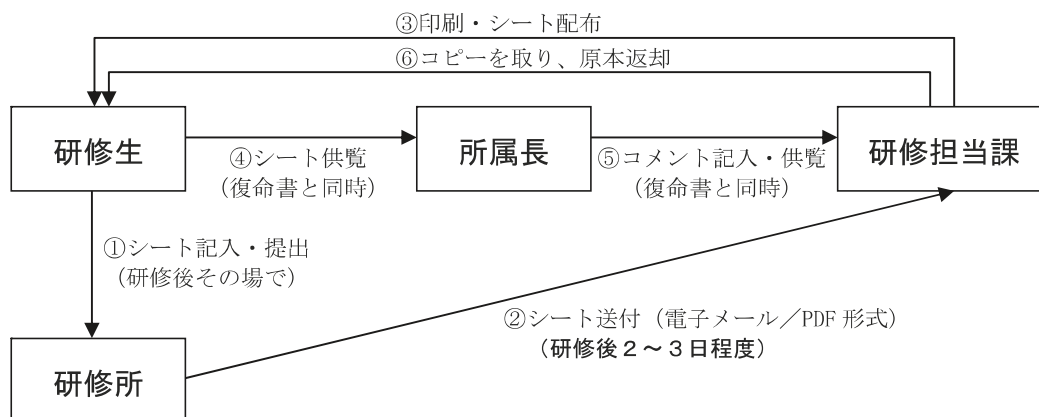 ③印刷・シート配布
⑥コピーを取り、原本返却
研修生
所属長
研修担当課
④シート供覧
（復命書と同時）
⑤コメント記入・供覧
（復命書と同時）
①シート記入・提出
（研修後その場で）
②シート送付（電子メール／PDF 形式）
（研修後２～３日程度）
研修所